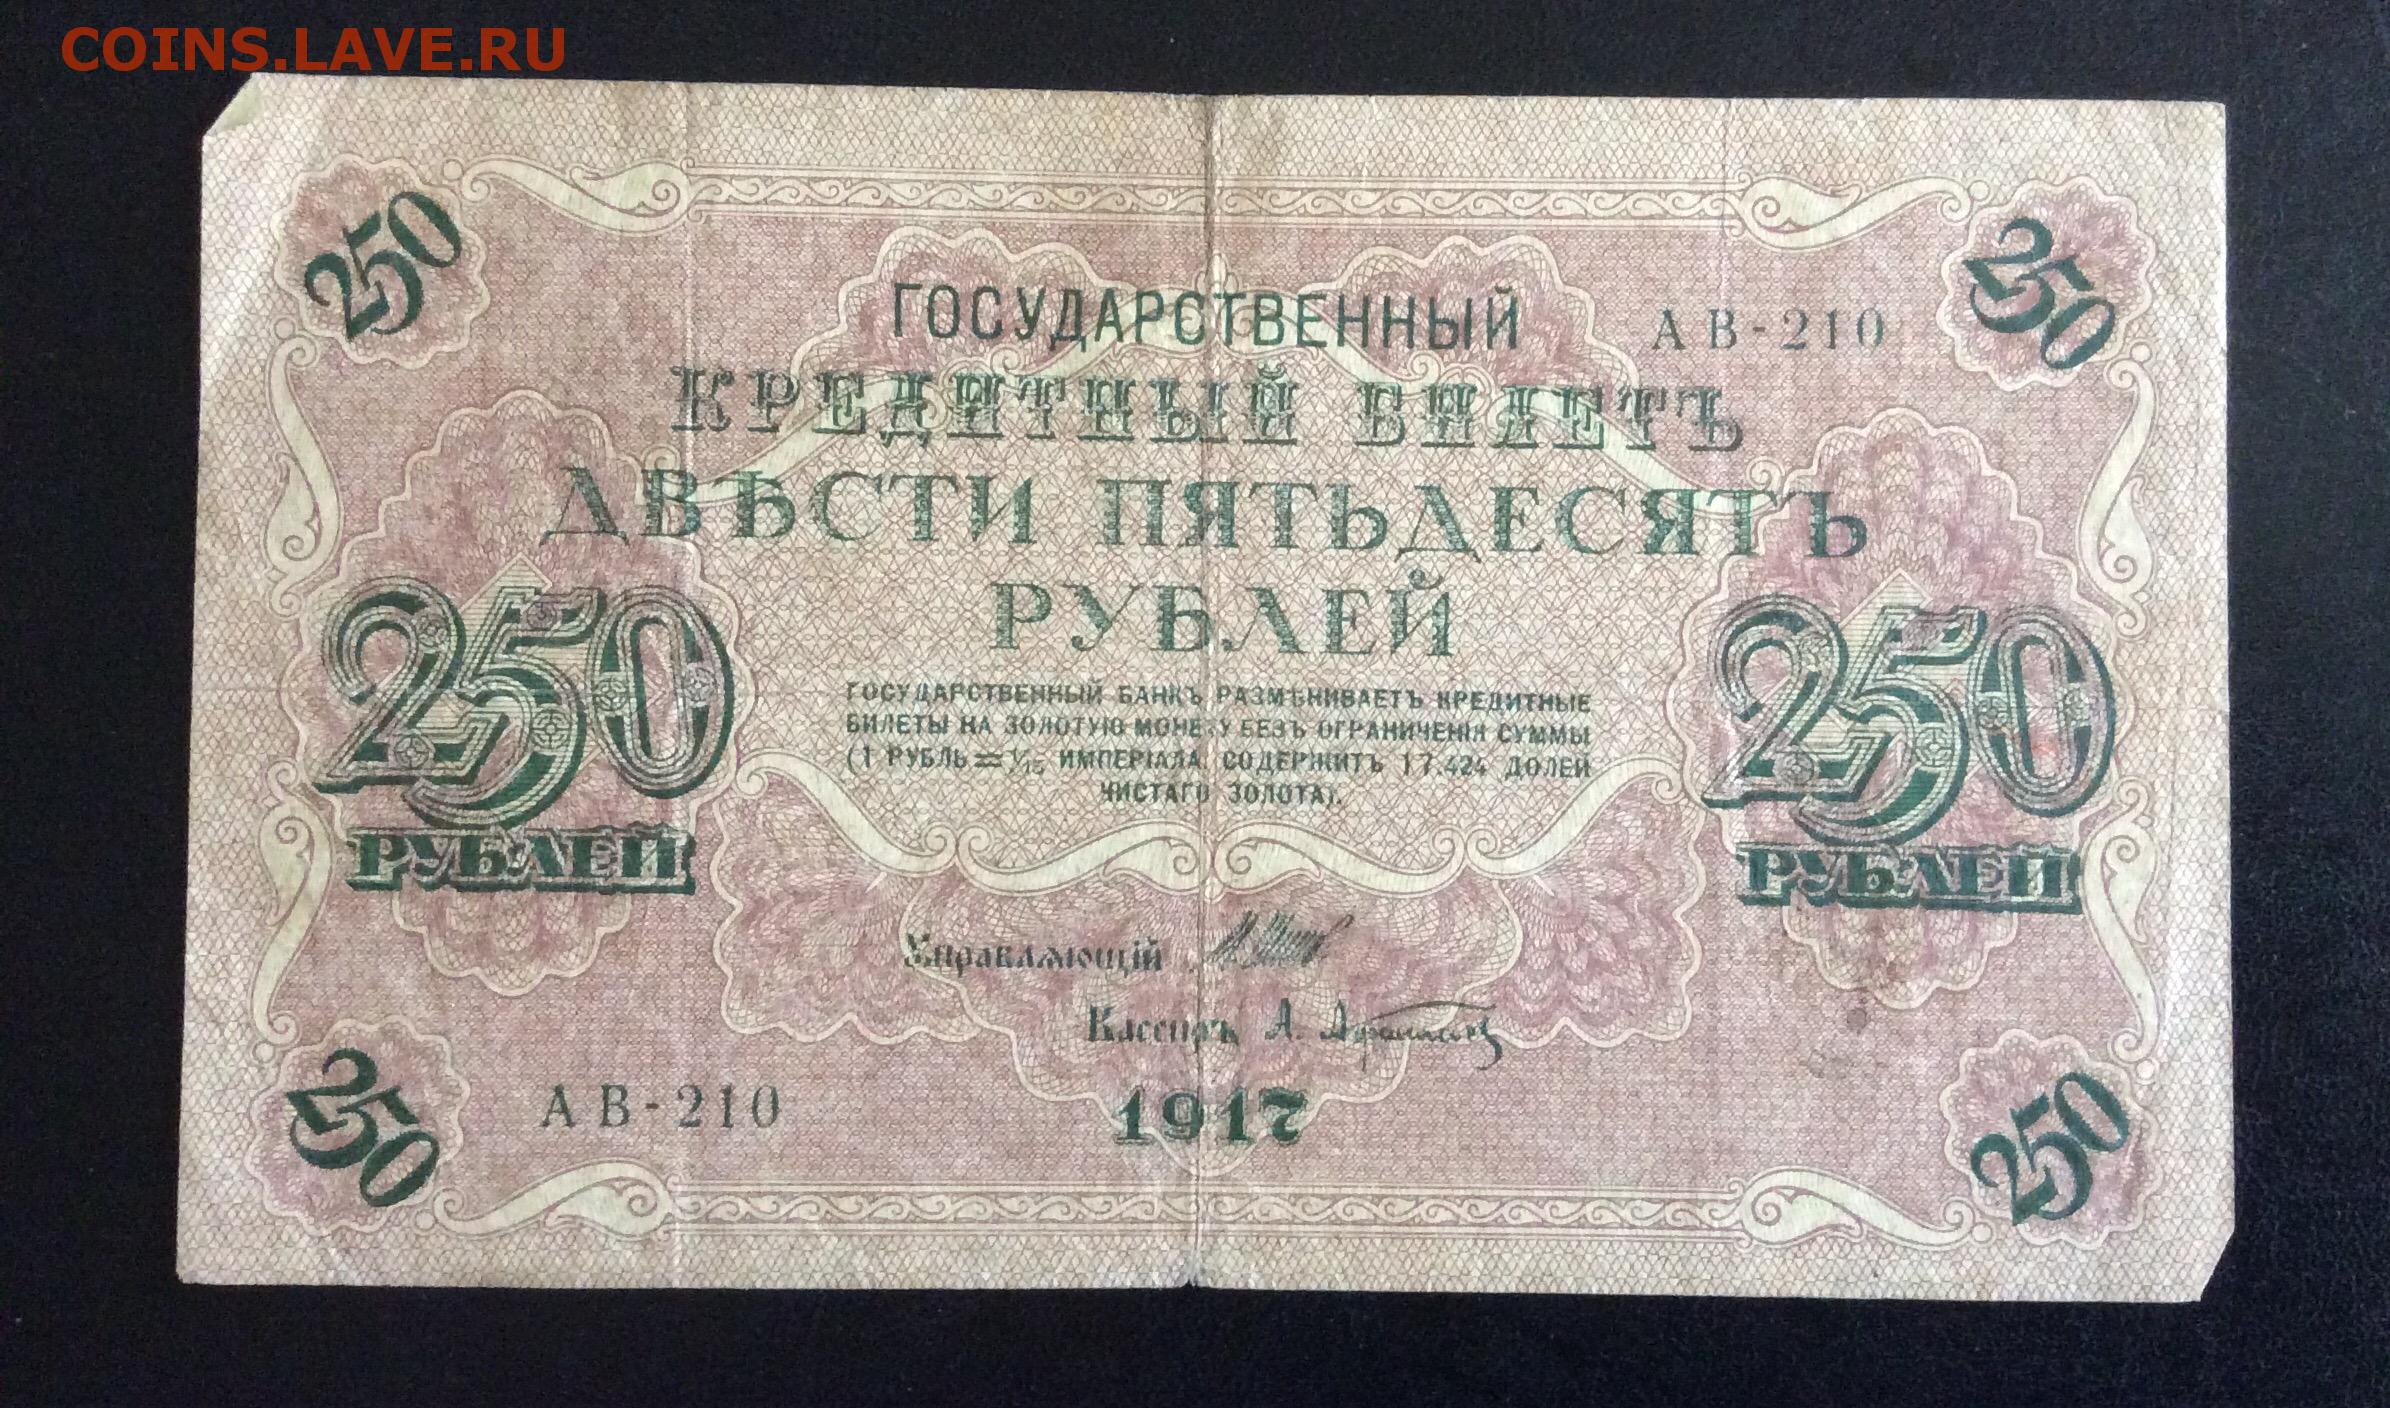 COINS.LAVE.RU
250
250
ГОСУДАРСТВЕННЫЙ
АВ-210
КРЕДИТНЫЙ БИЛЕТЪ
ДВѢСТИ ПЯТЬДЕСЯТЪ
РУБЛЕЙ
250
РУБЛЕЙ
250
РУБЛЕЙ
ГОСУДАРСТВЕННЫЙ БАНКЪ РАЗМѢНИВАЕТЪ КРЕДИТНЫЕ
БИЛЕТЫ НА ЗОЛОТУЮ МОНЕТУ БЕЗЪ ОГРАНИЧЕНІЯ СУММЫ
(1 РУБЛЬ = 1/15 ИМПЕРІАЛА, СОДЕРЖИТЪ 17.424 ДОЛЕЙ
ЧИСТАГО ЗОЛОТА).
Управляющій
Кассиръ А.
АВ-210
1917
250
250